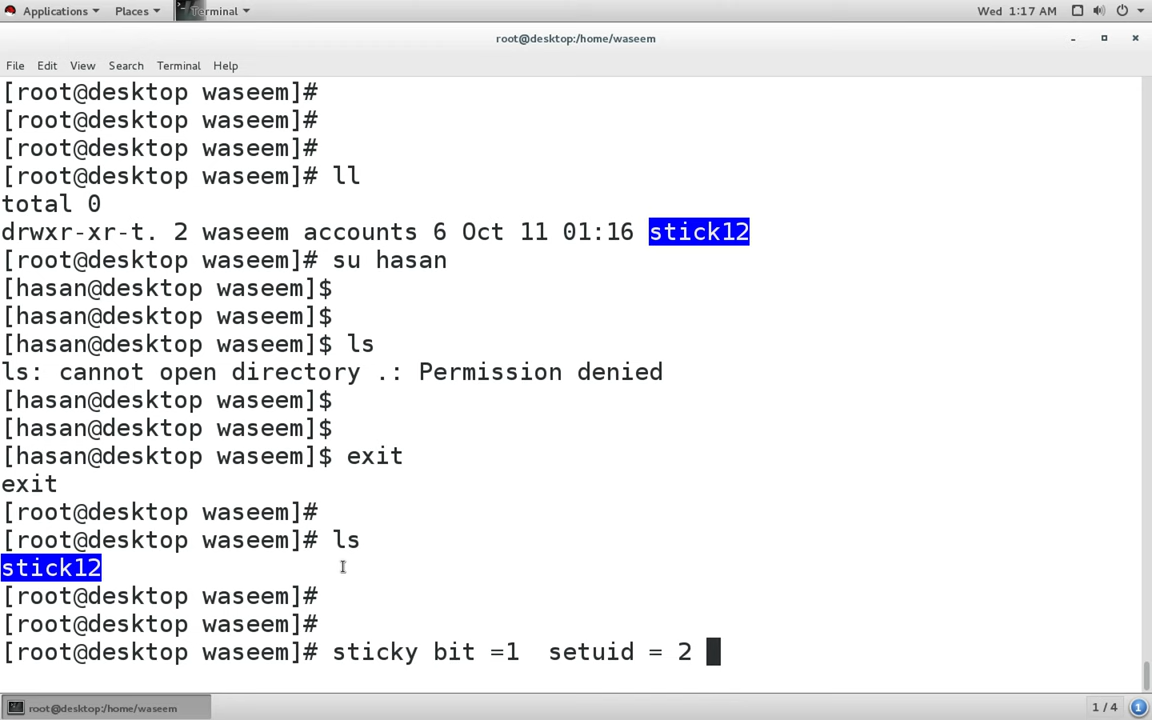 Applications Places Terminal Wed 1:17 AM
root@desktop:/home/waseem
File Edit View Search Terminal Help
[root@desktop waseem]#
[root@desktop waseem]#
[root@desktop waseem]#
[root@desktop waseem]# ll
total 0
drwxr-xr-t. 2 waseem accounts 6 Oct 11 01:16 stick12
[root@desktop waseem]# su hasan
[hasan@desktop waseem]$
[hasan@desktop waseem]$
[hasan@desktop waseem]$ ls
ls: cannot open directory .: Permission denied
[hasan@desktop waseem]$
[hasan@desktop waseem]$
[hasan@desktop waseem]$ exit
exit
[root@desktop waseem]#
[root@desktop waseem]# ls
stick12
[root@desktop waseem]#
[root@desktop waseem]#
[root@desktop waseem]# sticky bit =1  setuid = 2
root@desktop:/home/waseem 1 / 4 1